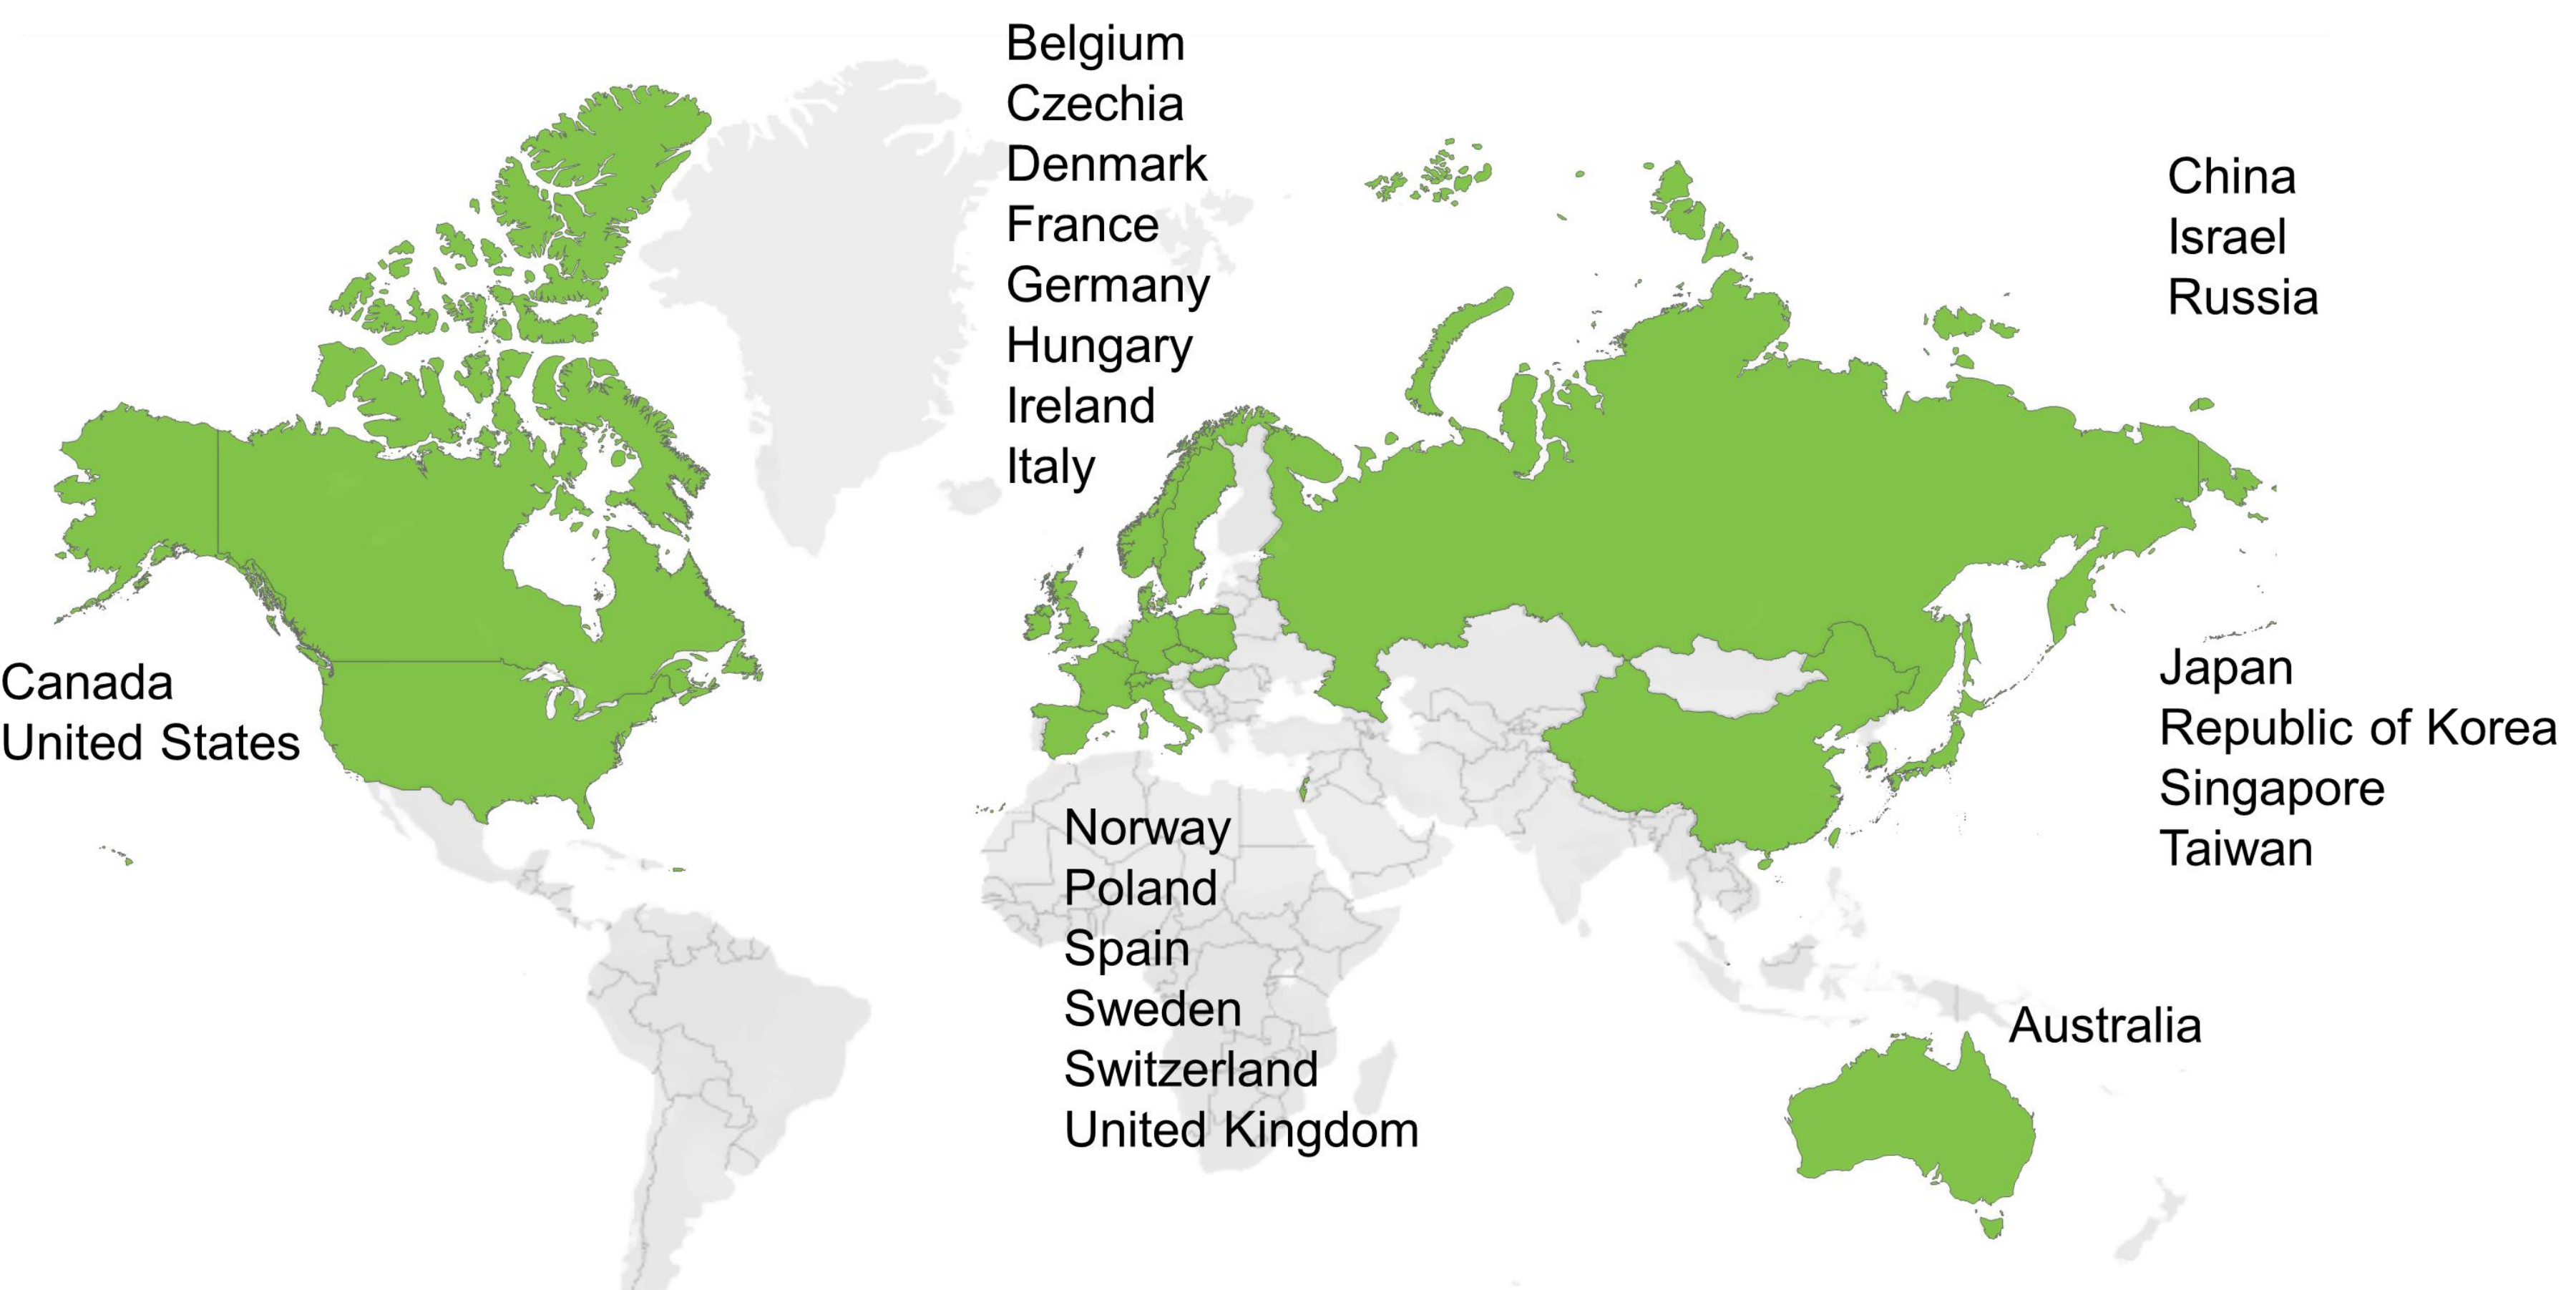 Belgium
Czechia
Denmark
France
Germany
Hungary
Ireland
Italy
China
Israel
Russia
Canada
United States
Japan
Republic of Korea
Singapore
Taiwan
Norway
Poland
Spain
Sweden
Switzerland
United Kingdom
Australia